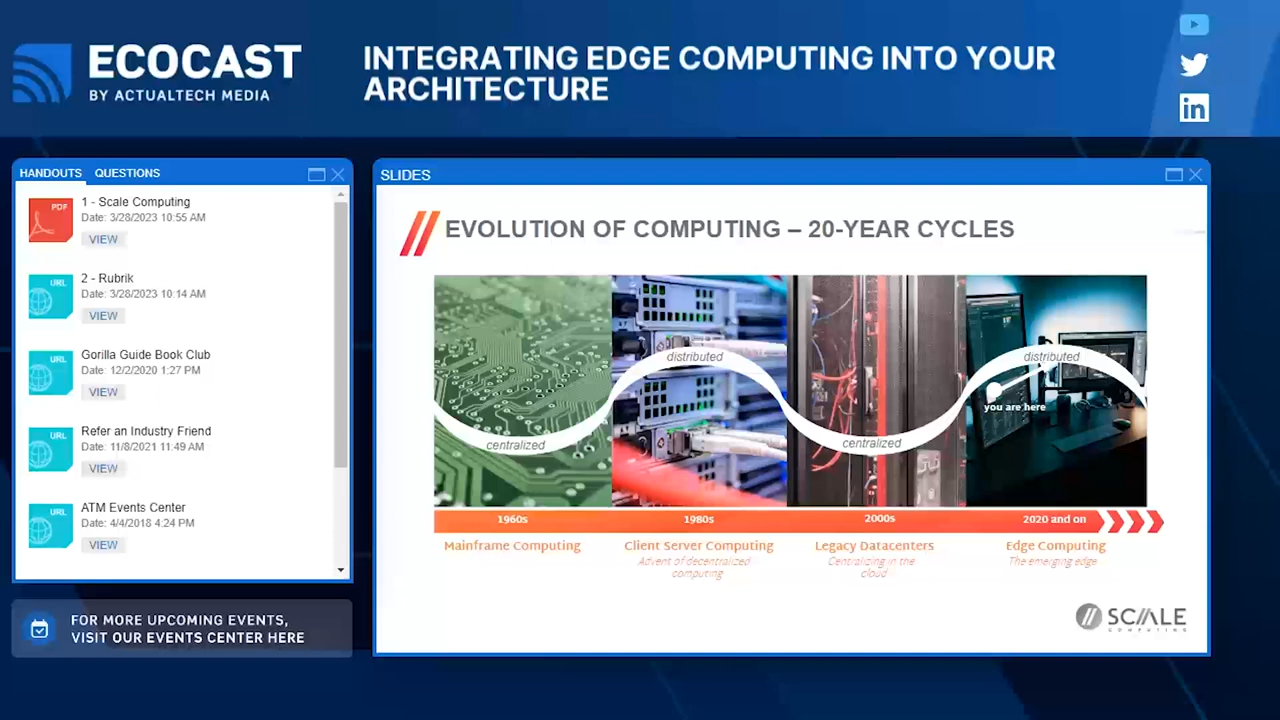 ECOCAST
BY ACTUALTECH MEDIA
INTEGRATING EDGE COMPUTING INTO YOUR
ARCHITECTURE
in
HANDOUTS QUESTIONS
PDF
1 - Scale Computing
Date: 3/28/2023 10:55 AM
VIEW
URL
2 - Rubrik
Date: 3/28/2023 10:14 AM
VIEW
URL
Gorilla Guide Book Club
Date: 12/2/2020 1:27 PM
VIEW
URL
Refer an Industry Friend
Date: 11/8/2021 11:49 AM
VIEW
URL
ATM Events Center
Date: 4/4/2018 4:24 PM
VIEW
FOR MORE UPCOMING EVENTS,
VISIT OUR EVENTS CENTER HERE
SLIDES
EVOLUTION OF COMPUTING – 20-YEAR CYCLES
centralized
distributed
centralized
distributed
you are here
1960s
1980s
2000s
2020 and on
Mainframe Computing
Client Server Computing
Advent of decentralized
computing
Legacy Datacenters
Centralizing in the
cloud
Edge Computing
The emerging edge
SCALE
COMPUTING